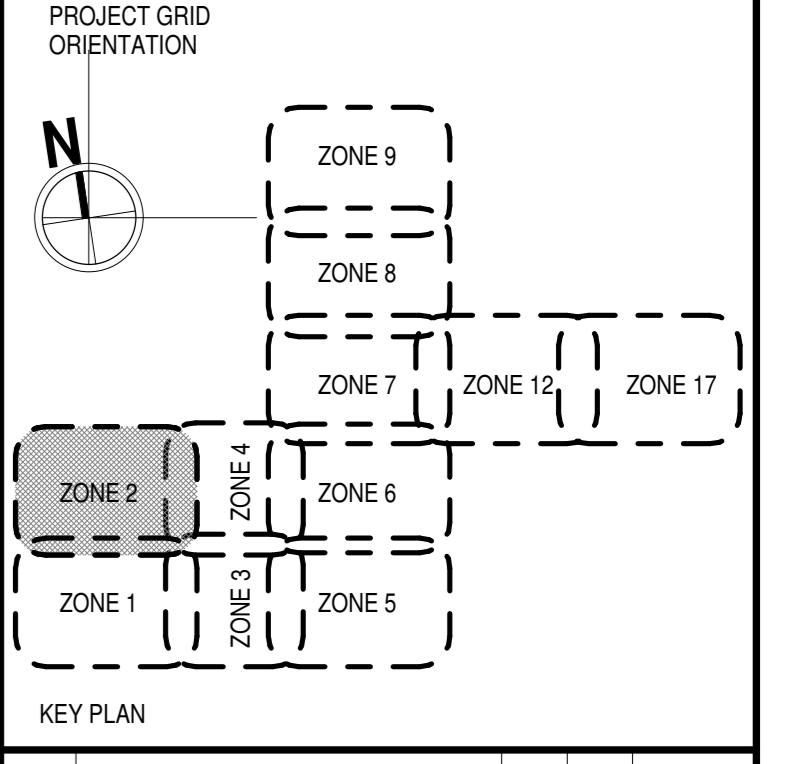 PROJECT GRID
ORIENTATION
N
ZONE 9
ZONE 8
ZONE 7 ZONE 12 ZONE 17
ZONE 2 ZONE 4 ZONE 6
ZONE 1 ZONE 3 ZONE 5
KEY PLAN